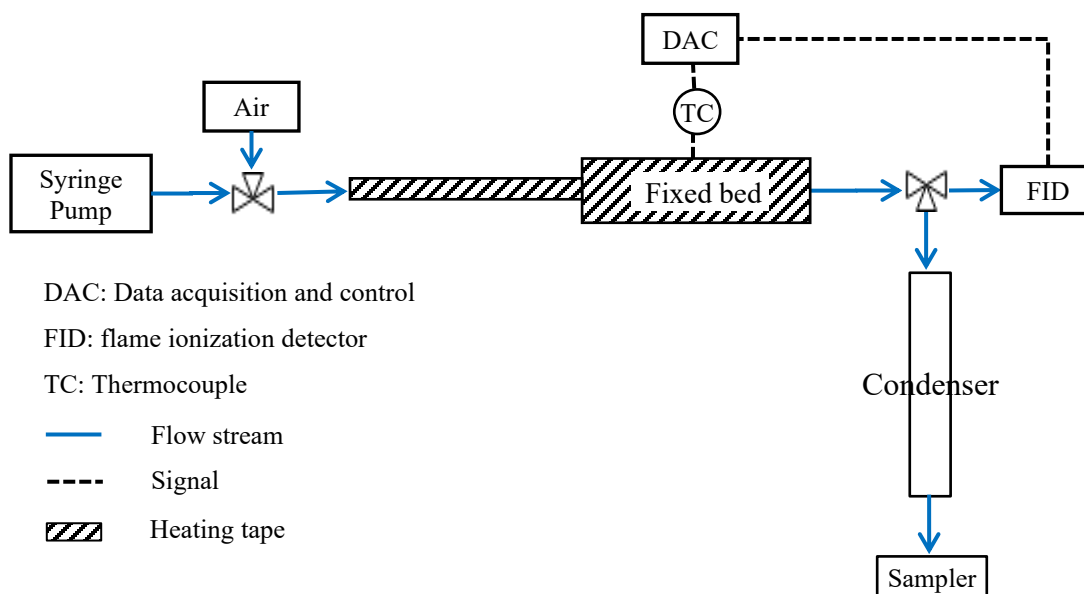 DAC
TC
Air
Syringe
Pump
Fixed bed
FID
DAC: Data acquisition and control
FID: flame ionization detector
TC: Thermocouple
Flow stream
Signal
Heating tape
Condenser
Sampler